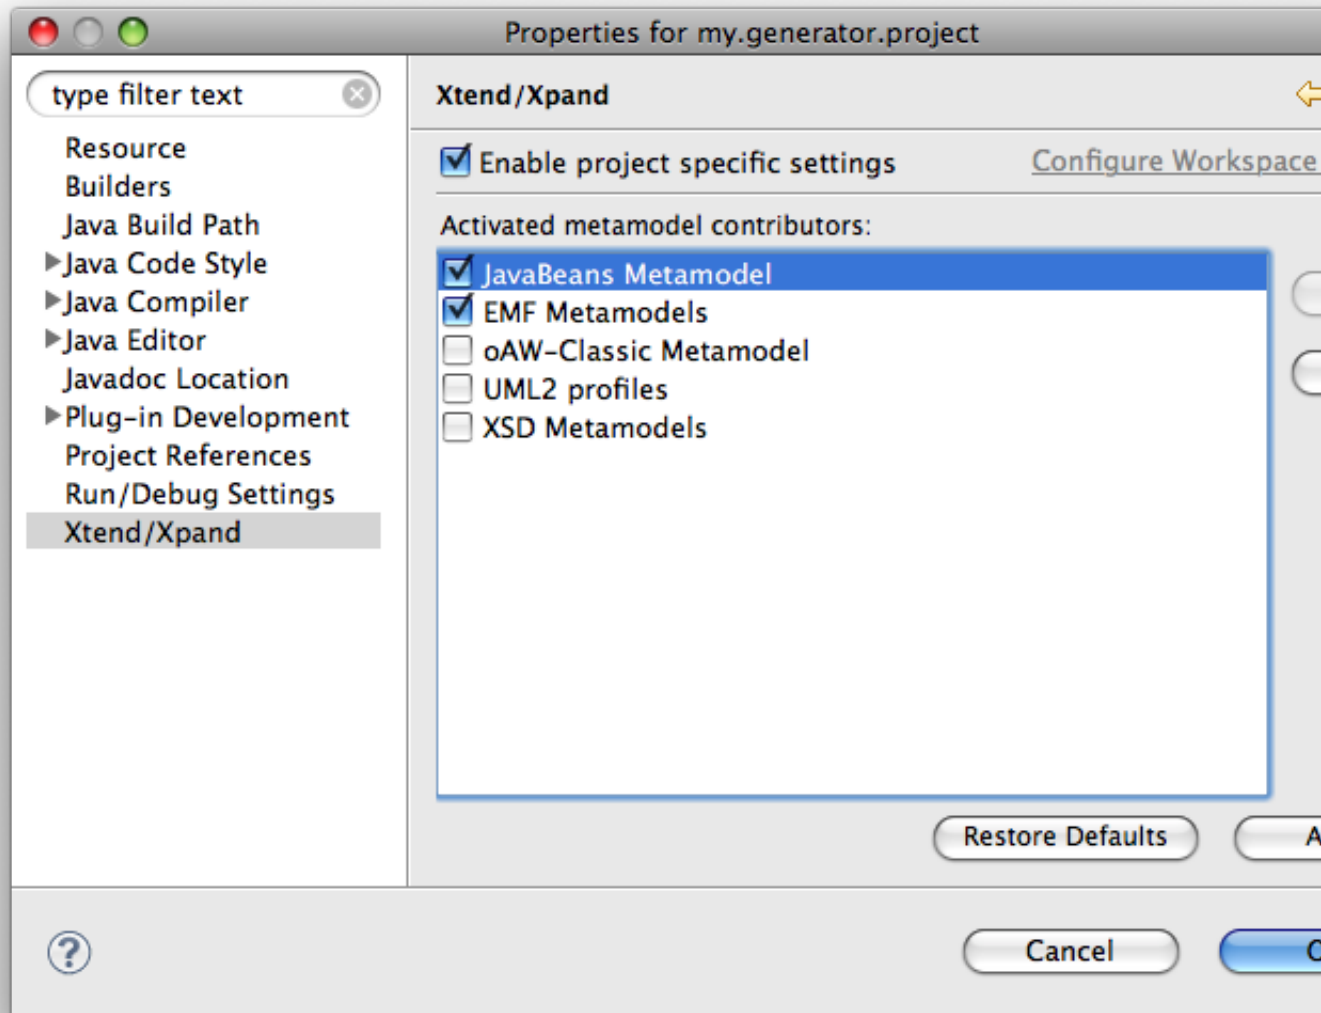 Properties for my.generator.project
type filter text
Resource
Builders
Java Build Path
Java Code Style
Java Compiler
Java Editor
Javadoc Location
Plug-in Development
Project References
Run/Debug Settings
Xtend/Xpand
Xtend/Xpand
Enable project specific settings
Configure Workspace
Activated metamodel contributors:
JavaBeans Metamodel
EMF Metamodels
oAW-Classic Metamodel
UML2 profiles
XSD Metamodels
Restore Defaults
Cancel